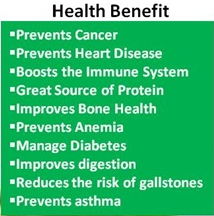 Health Benefit
▪Prevents Cancer
▪Prevents Heart Disease
▪Boosts the Immune System
▪Great Source of Protein
▪Improves Bone Health
▪Prevents Anemia
▪Manage Diabetes
▪Improves digestion
▪Reduces the risk of gallstones
▪Prevents asthma